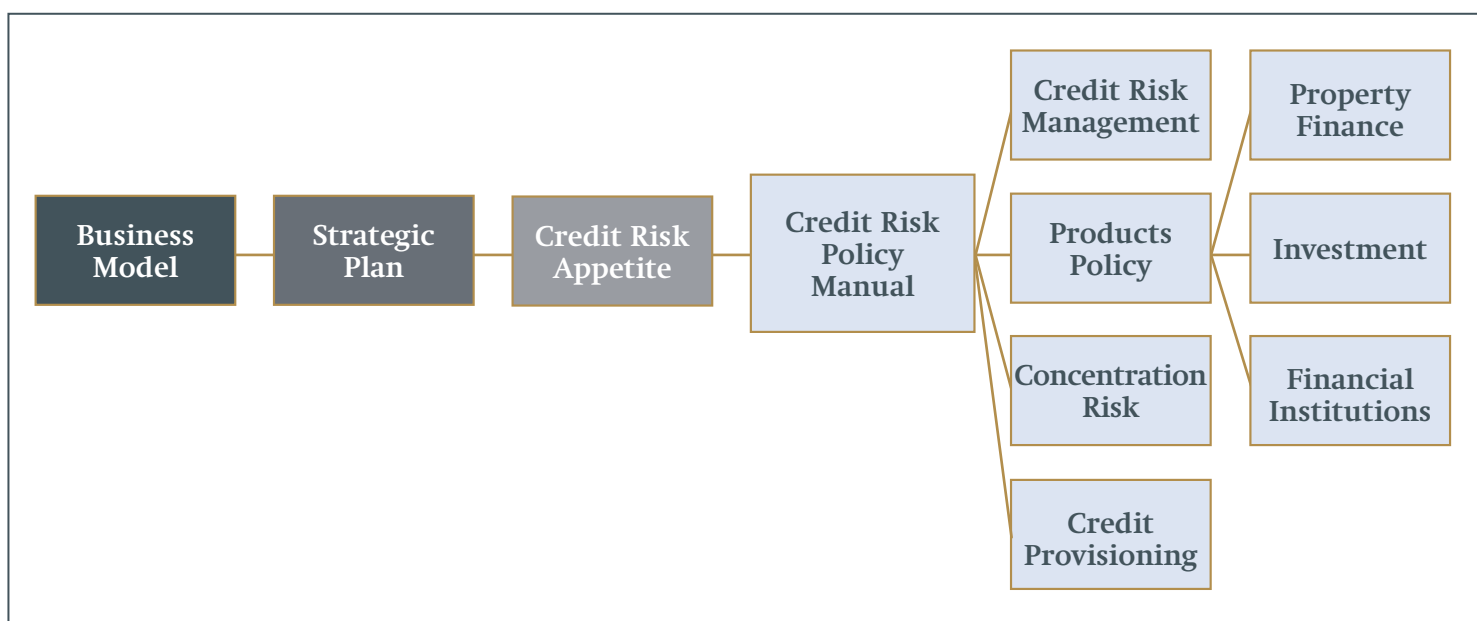 Business
Model
Strategic
Plan
Credit Risk
Appetite
Credit Risk
Policy
Manual
Credit Risk
Management
Products
Policy
Concentration
Risk
Credit
Provisioning
Property
Finance
Investment
Financial
Institutions